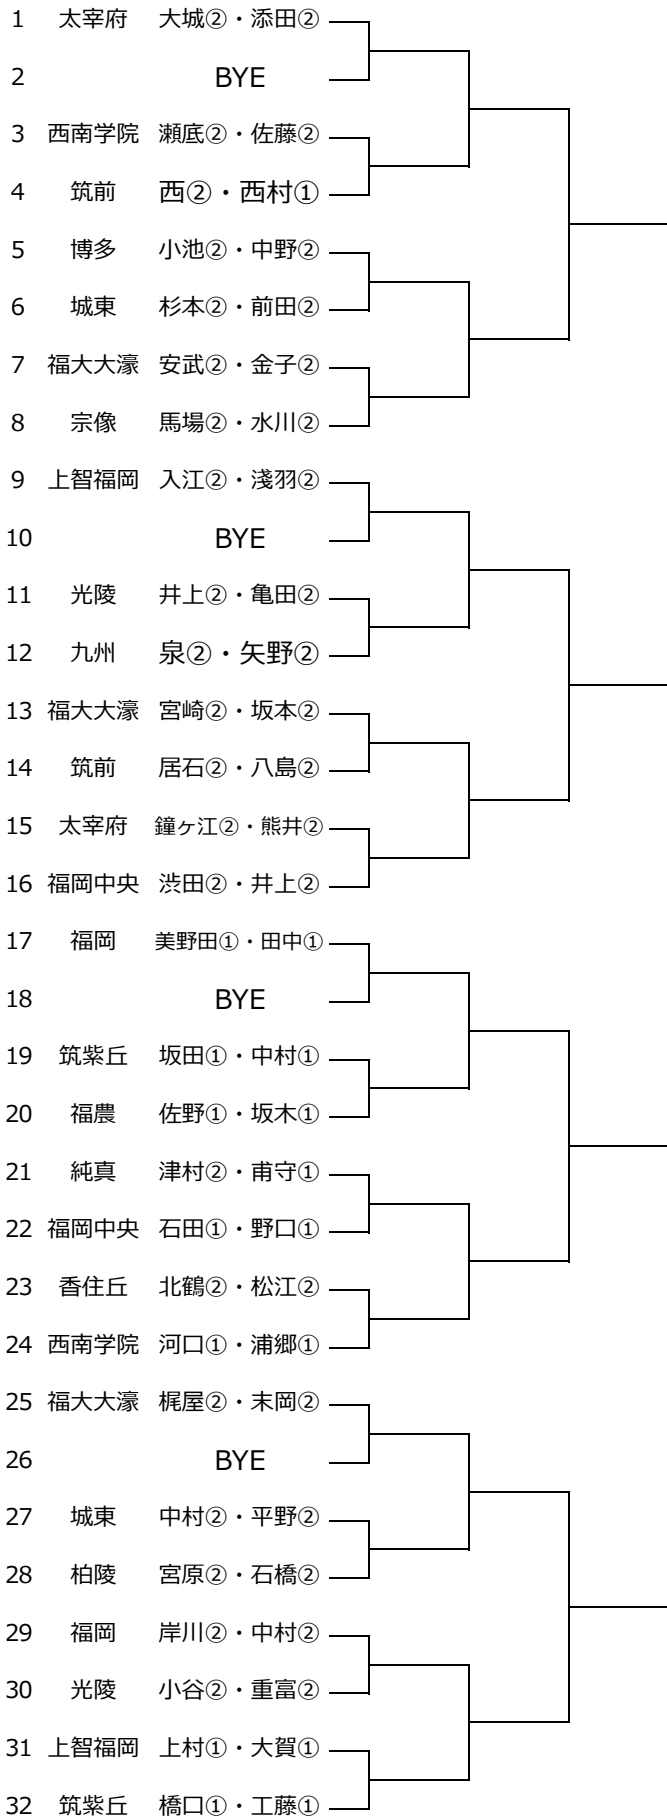 1 太宰府 大城②・添田②
2 BYE
3 西南学院 瀬底②・佐藤②
4 筑前 西②・西村①
5 博多 小池②・中野②
6 城東 杉本②・前田②
7 福大大濠 安武②・金子②
8 宗像 馬場②・水川②
9 上智福岡 入江②・淺羽②
10 BYE
11 光陵 井上②・亀田②
12 九州 泉②・矢野②
13 福大大濠 宮崎②・坂本②
14 筑前 居石②・八島②
15 太宰府 鐘ヶ江②・熊井②
16 福岡中央 渋田②・井上②
17 福岡 美野田①・田中①
18 BYE
19 筑紫丘 坂田①・中村①
20 福農 佐野①・坂木①
21 純真 津村②・甫守①
22 福岡中央 石田①・野口①
23 香住丘 北鶴②・松江②
24 西南学院 河口①・浦郷①
25 福大大濠 梶屋②・末岡②
26 BYE
27 城東 中村②・平野②
28 柏陵 宮原②・石橋②
29 福岡 岸川②・中村②
30 光陵 小谷②・重富②
31 上智福岡 上村①・大賀①
32 筑紫丘 橋口①・工藤①